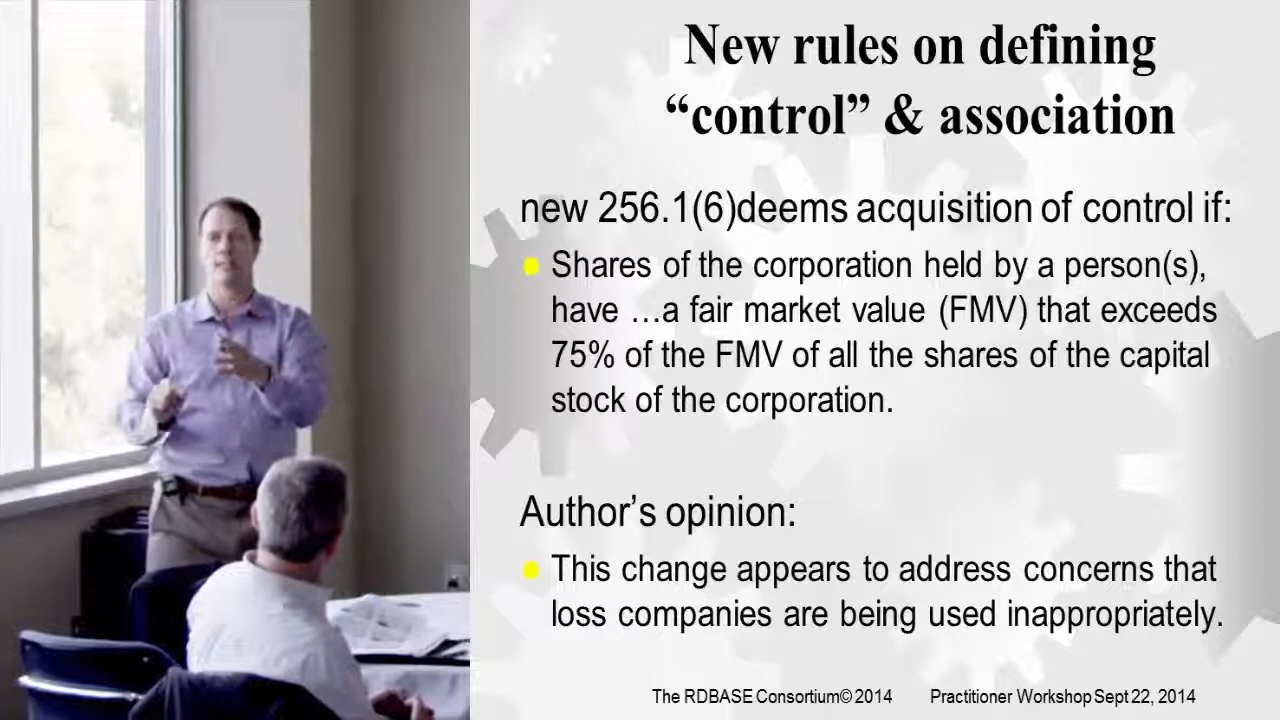 New rules on defining
“control” & association
new 256.1(6)deems acquisition of control if:
Shares of the corporation held by a person(s),
have …a fair market value (FMV) that exceeds
75% of the FMV of all the shares of the capital
stock of the corporation.
Author’s opinion:
This change appears to address concerns that
loss companies are being used inappropriately.
The RDBASE Consortium© 2014 Practitioner Workshop Sept 22, 2014